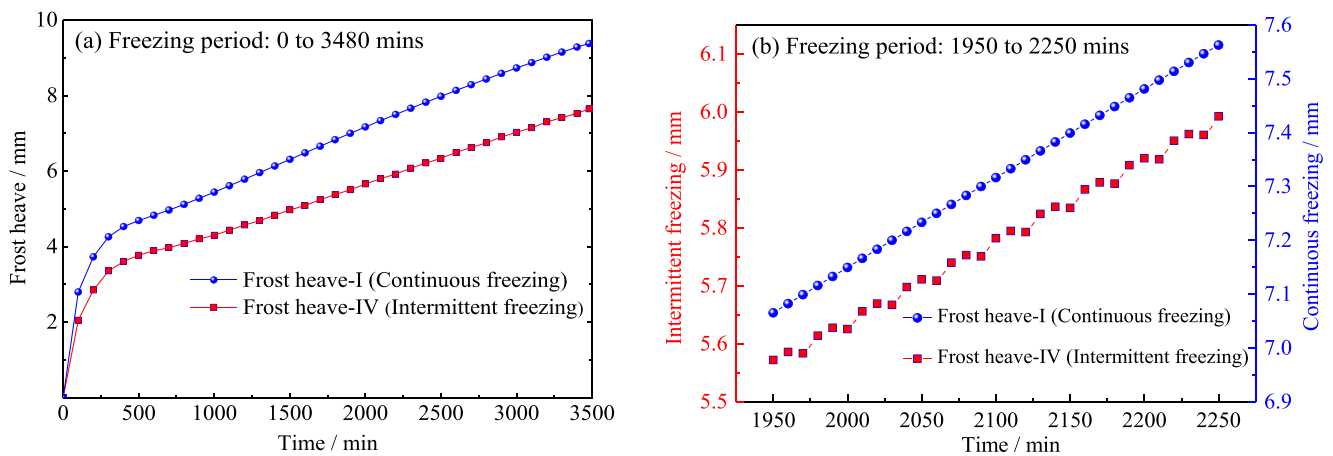 (a) Freezing period: 0 to 3480 mins
Frost heave / mm
10
8
6
4
2
Frost heave-I (Continuous freezing)
Frost heave-IV (Intermittent freezing)
0 500 1000 1500 2000 2500 3000 3500
Time / min
(b) Freezing period: 1950 to 2250 mins
Intermittent freezing / mm
6.1
6.0
5.9
5.8
5.7
5.6
5.5
Frost heave-I (Continuous freezing)
Frost heave-IV (Intermittent freezing)
1950 2000 2050 2100 2150 2200 2250
Time / min
7.6
7.5
7.4
7.3
7.2
7.1
7.0
6.9
Continuous freezing / mm